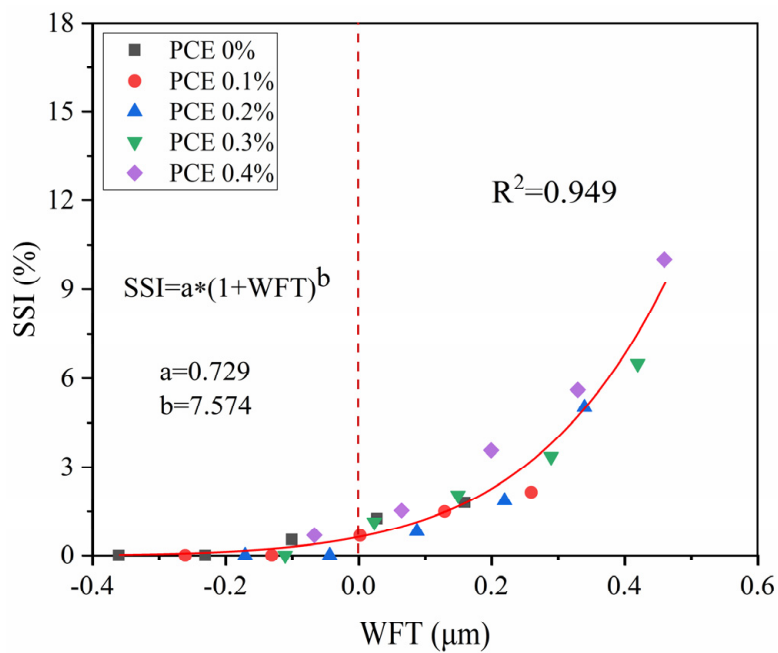 18
15
12
9
6
3
0
SSI (%)
PCE 0%
PCE 0.1%
PCE 0.2%
PCE 0.3%
PCE 0.4%
R²=0.949
SSI=a*(1+WFT)ᵇ
a=0.729
b=7.574
-0.4 -0.2 0.0 0.2 0.4 0.6
WFT (μm)